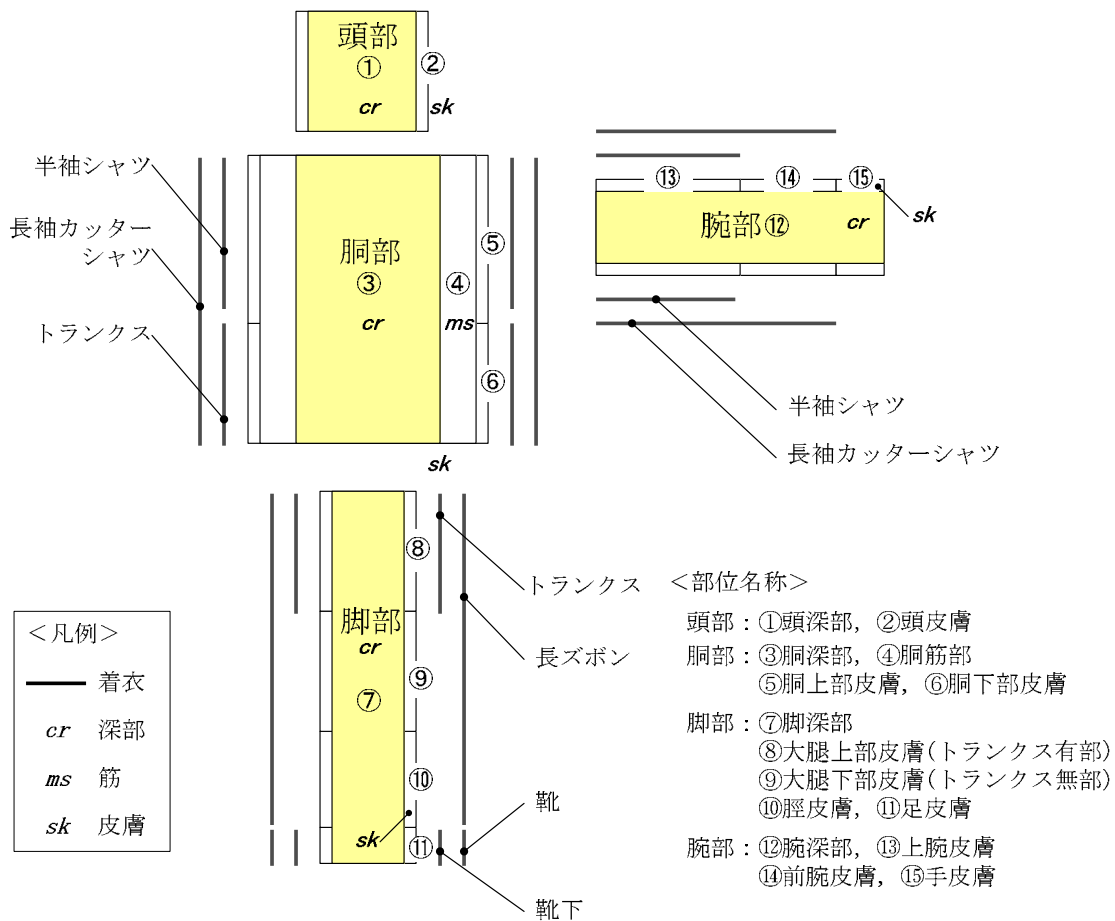 頭部
①
②
cr
sk
半袖シャツ
長袖カッター
シャツ
トランクス
胴部
③
cr
④
ms
⑤
⑥
sk
⑬
⑭
⑮
腕部⑫
cr
sk
半袖シャツ
長袖カッターシャツ
脚部
cr
⑦
⑧
⑨
⑩
sk
⑪
トランクス
長ズボン
靴
靴下
<凡例>
着衣
cr 深部
ms 筋
sk 皮膚
<部位名称>
頭部:①頭深部, ②頭皮膚
胴部:③胴深部, ④胴筋部
⑤胴上部皮膚, ⑥胴下部皮膚
脚部:⑦脚深部
⑧大腿上部皮膚(トランクス有部)
⑨大腿下部皮膚(トランクス無部)
⑩脛皮膚, ⑪足皮膚
腕部:⑫腕深部, ⑬上腕皮膚
⑭前腕皮膚, ⑮手皮膚